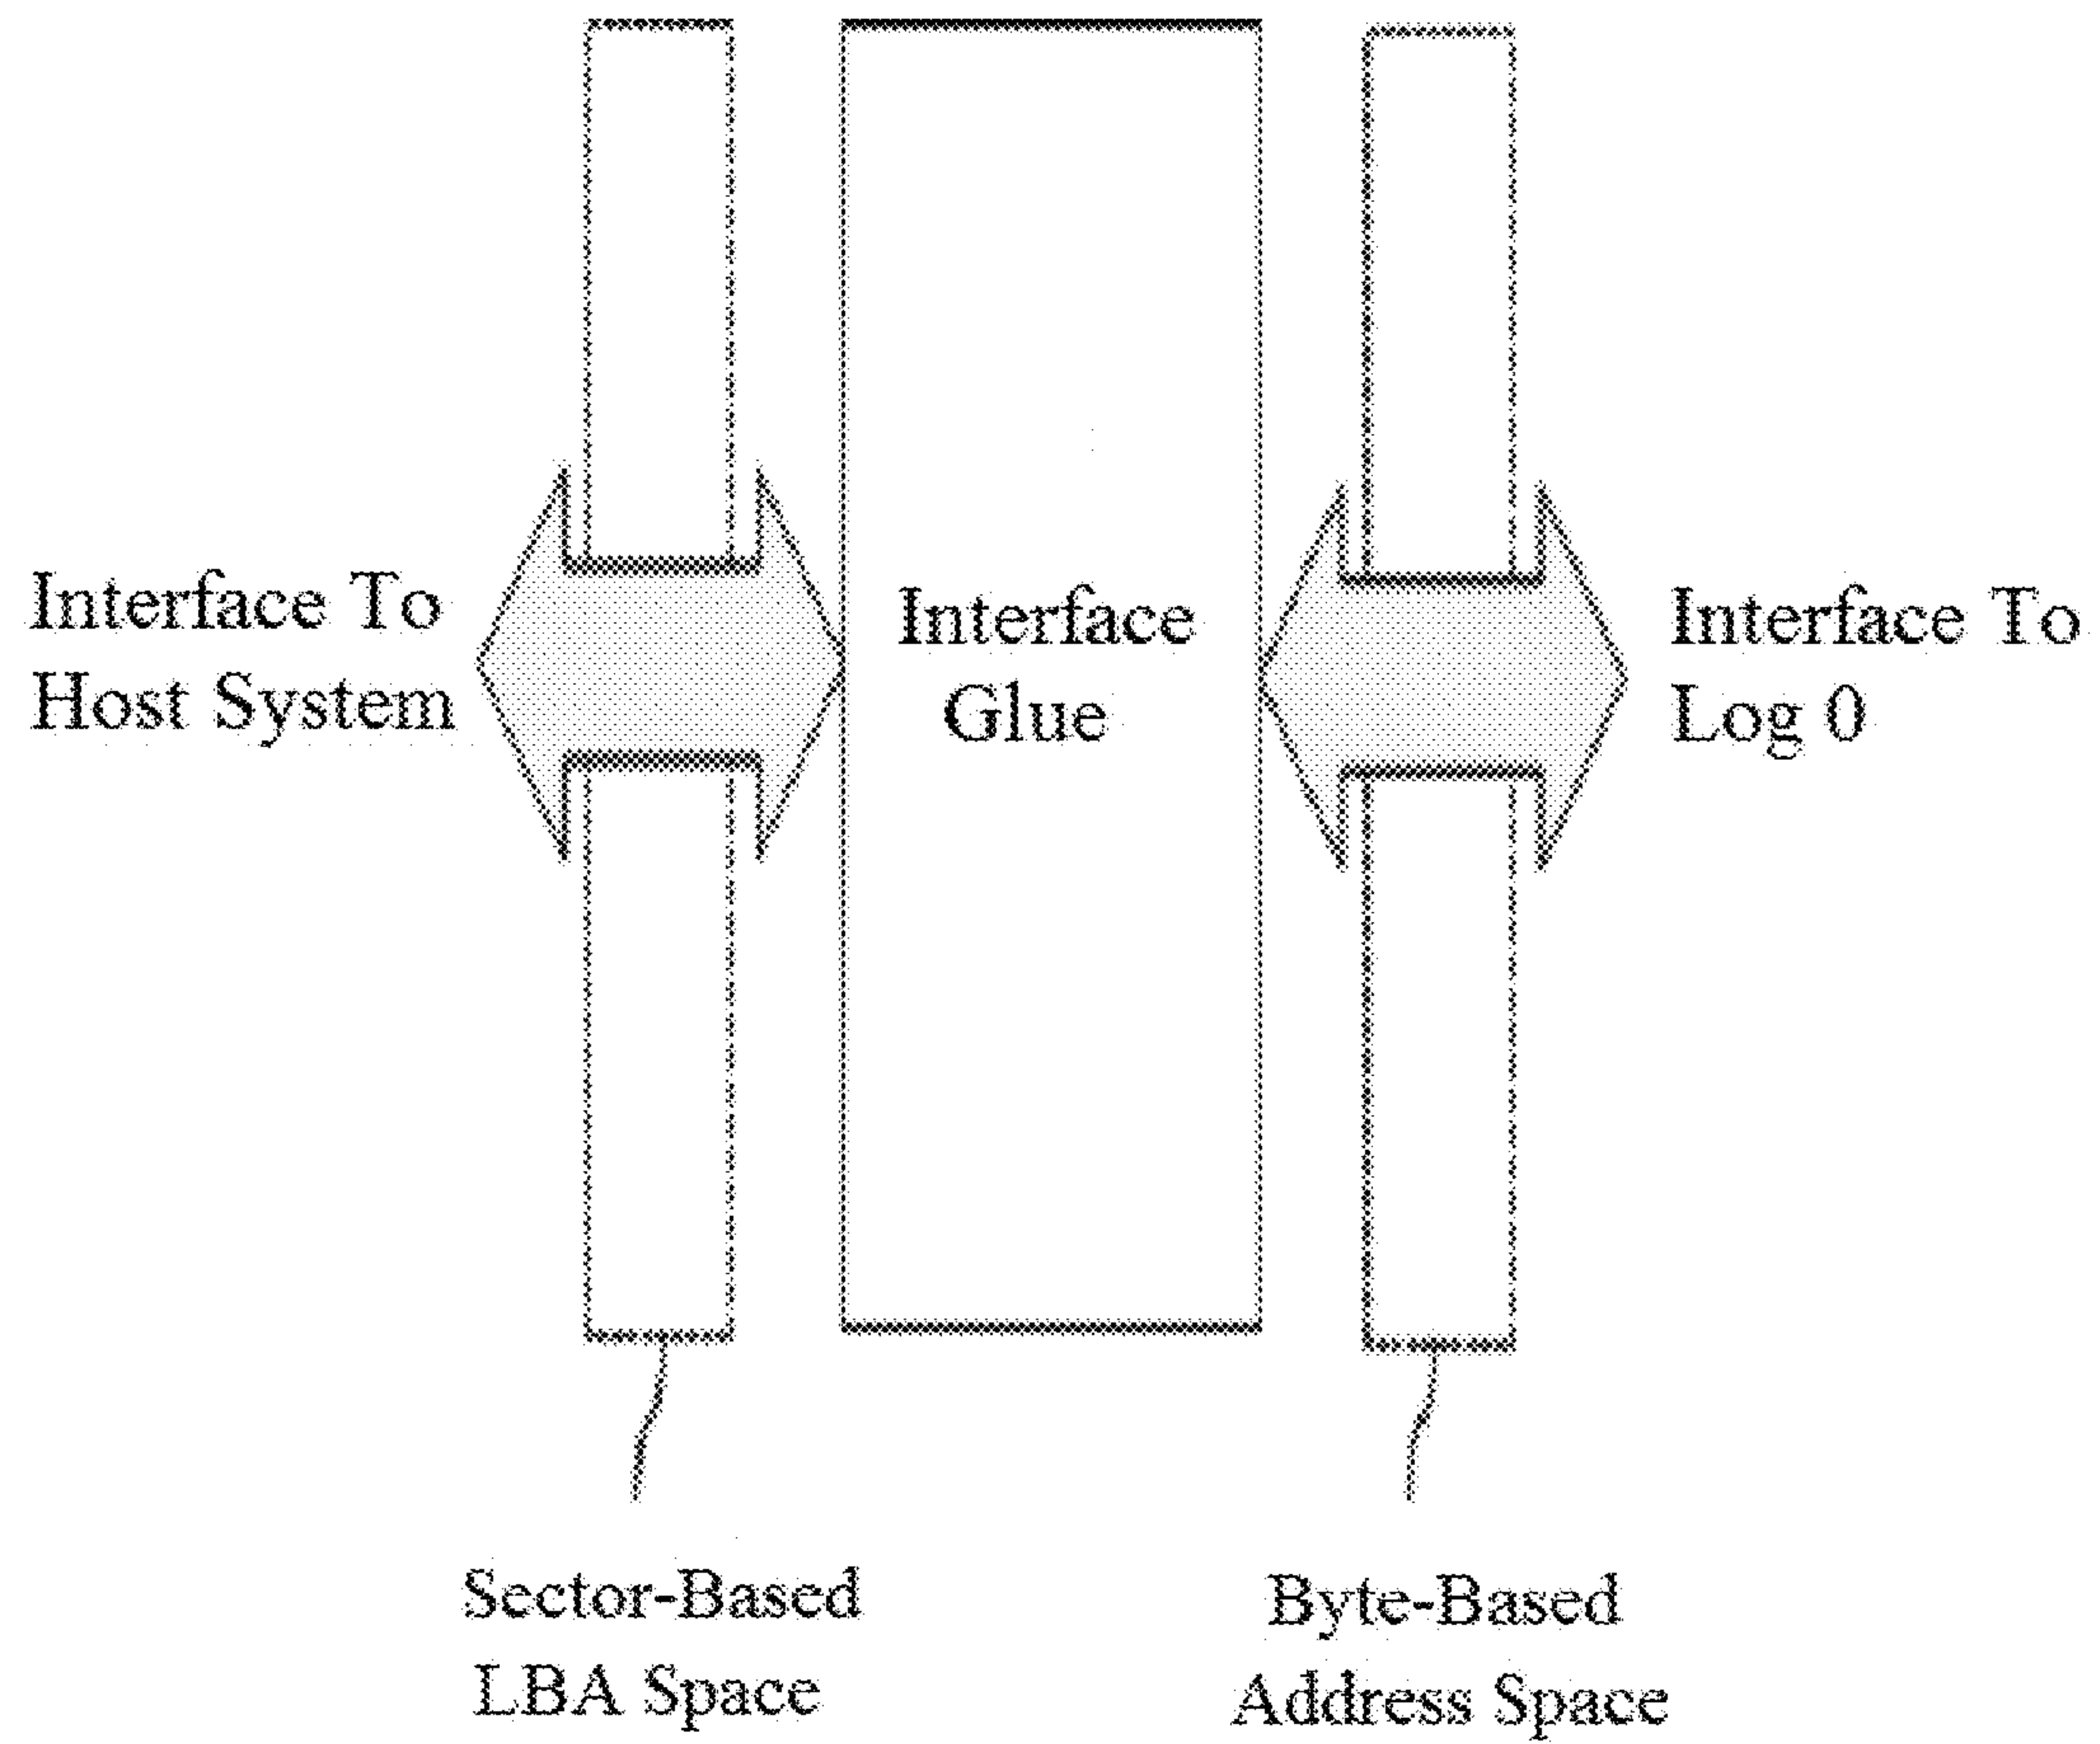 Interface To
Host System
Interface
Glue
Interface To
Log 0
Sector-Based
LBA Space
Byte-Based
Address Space